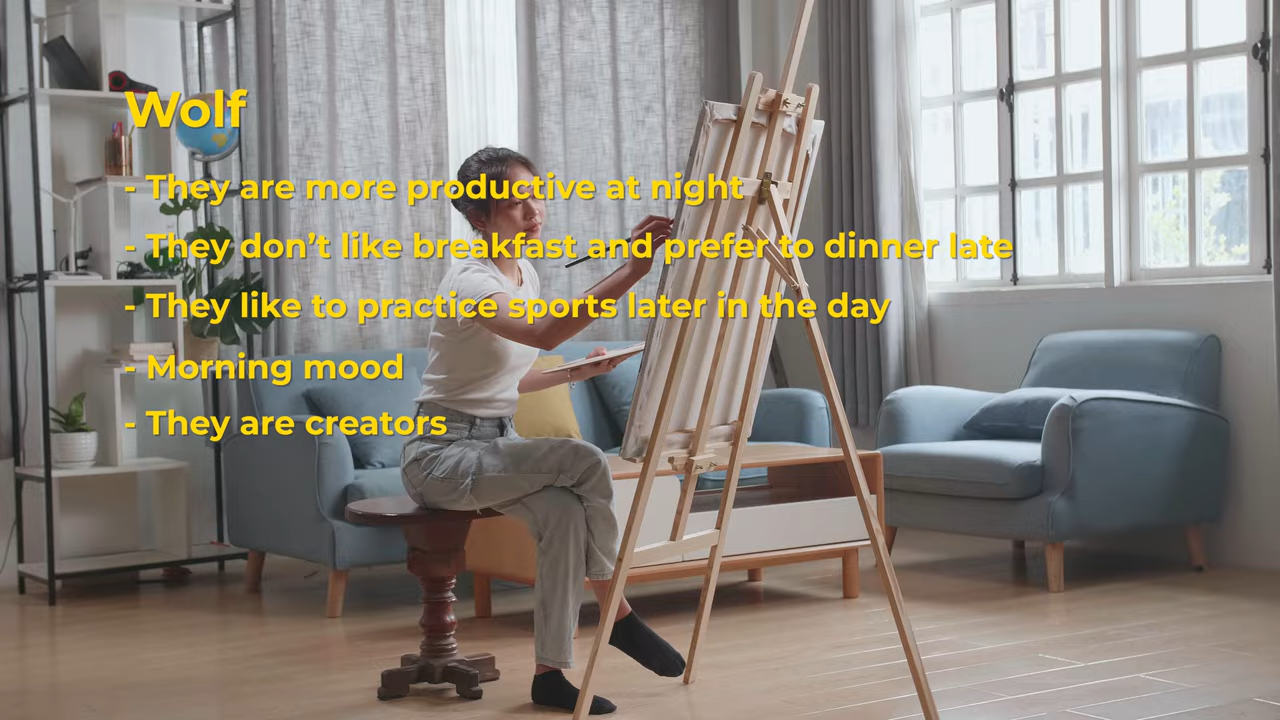 Wolf
- They are more productive at night
- They don’t like breakfast and prefer to dinner late
- They like to practice sports later in the day
- Morning mood
- They are creators